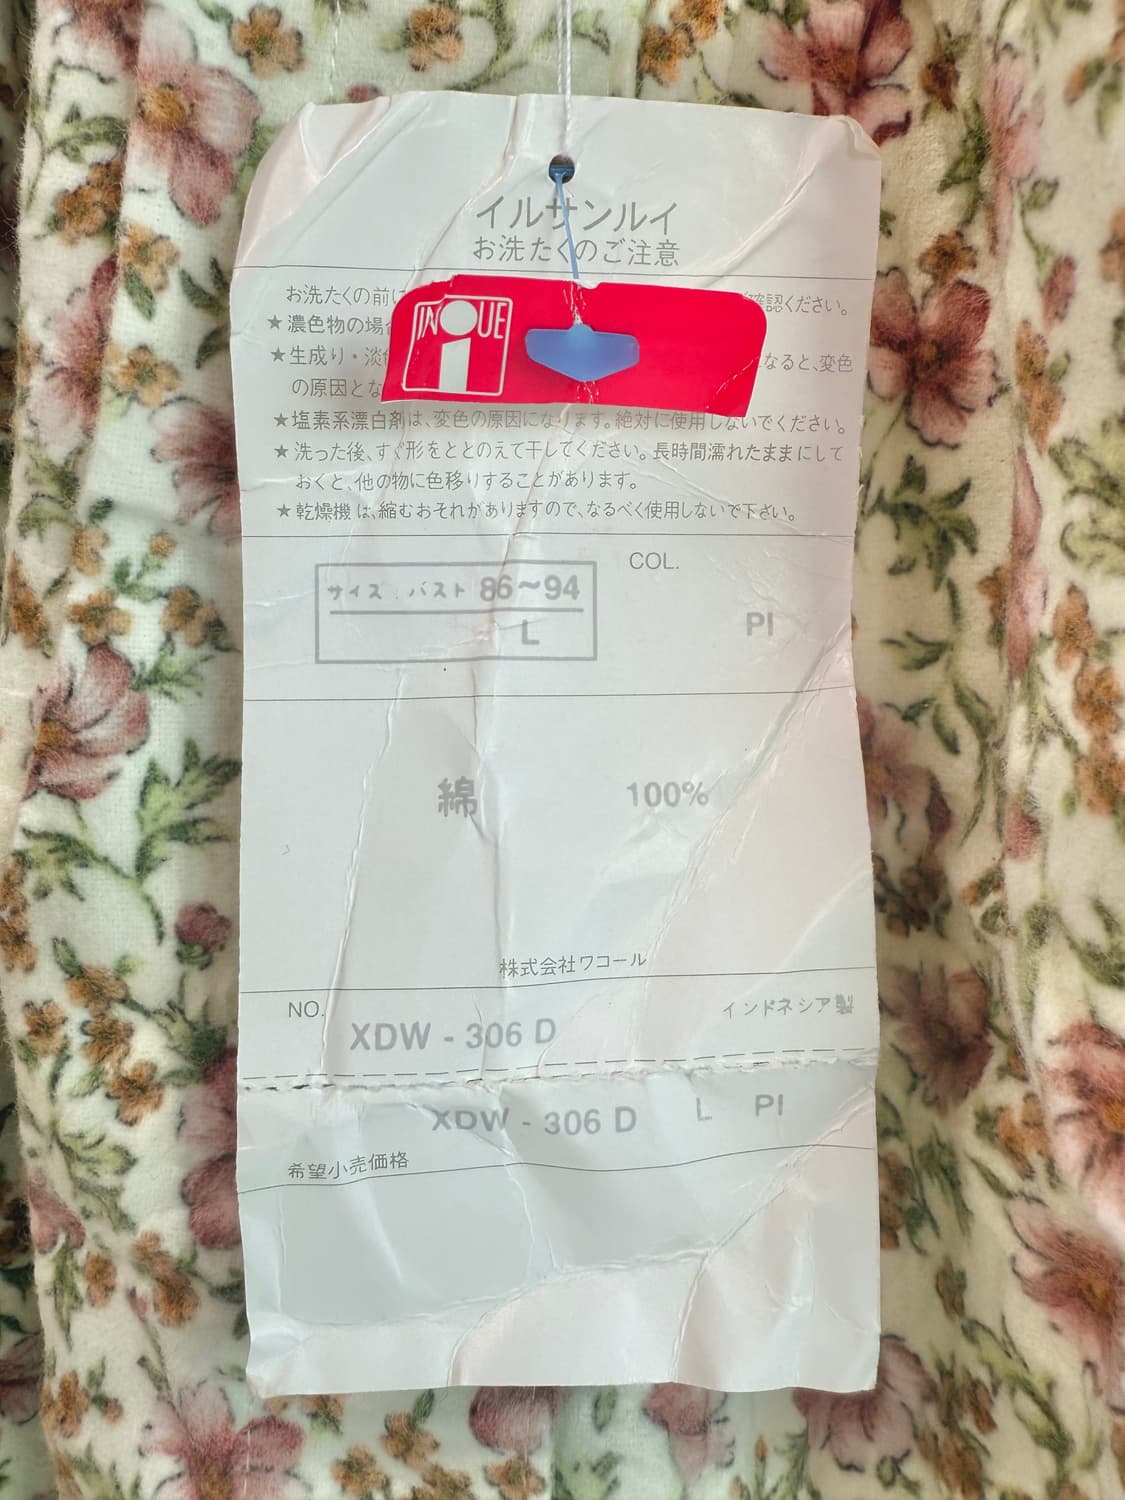 イルサンルイ
お洗たくのご注意
お洗たくの前に 確認ください。
★濃色物の場合
★生成り・淡色 なると、変色
の原因とな
★塩素系漂白剤は、変色の原因になります。絶対に使用しないでください。
★洗った後、すぐ形をととのえて干してください。長時間濡れたままにして
おくと、他の物に色移りすることがあります。
★乾燥機は、縮むおそれがありますので、なるべく使用しないで下さい。
INOUE
COL.
サイズ:バスト 86〜94
L
PI
綿 100%
株式会社ワコール
NO. インドネシア製
XDW - 306 D
XDW - 306 D L PI
希望小売価格